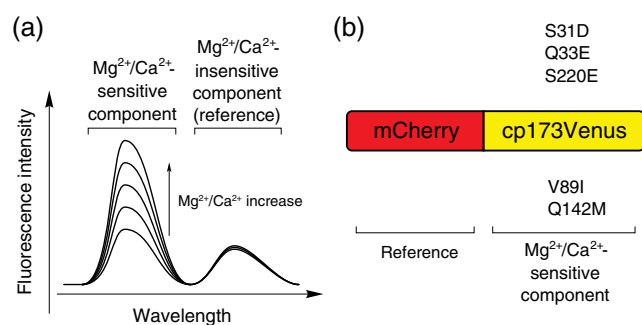 (a)
Mg²⁺/Ca²⁺-
sensitive
component
Mg²⁺/Ca²⁺-
insensitive
component
(reference)
Fluorescence intensity
Mg²⁺/Ca²⁺ increase
Wavelength
(b)
S31D
Q33E
S220E
mCherry
cp173Venus
V89I
Q142M
Reference
Mg²⁺/Ca²⁺-
sensitive
component